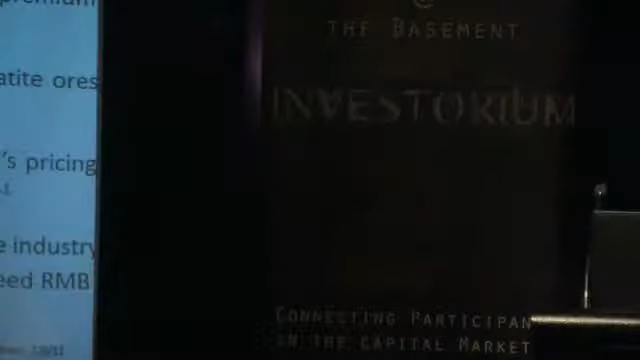 premium
atite ores
's pricing
e industry
eed RMB
@
THE BASEMENT
INVESTORIUM
CONNECTING PARTICIPAN
IN THE CAPITAL MARKET